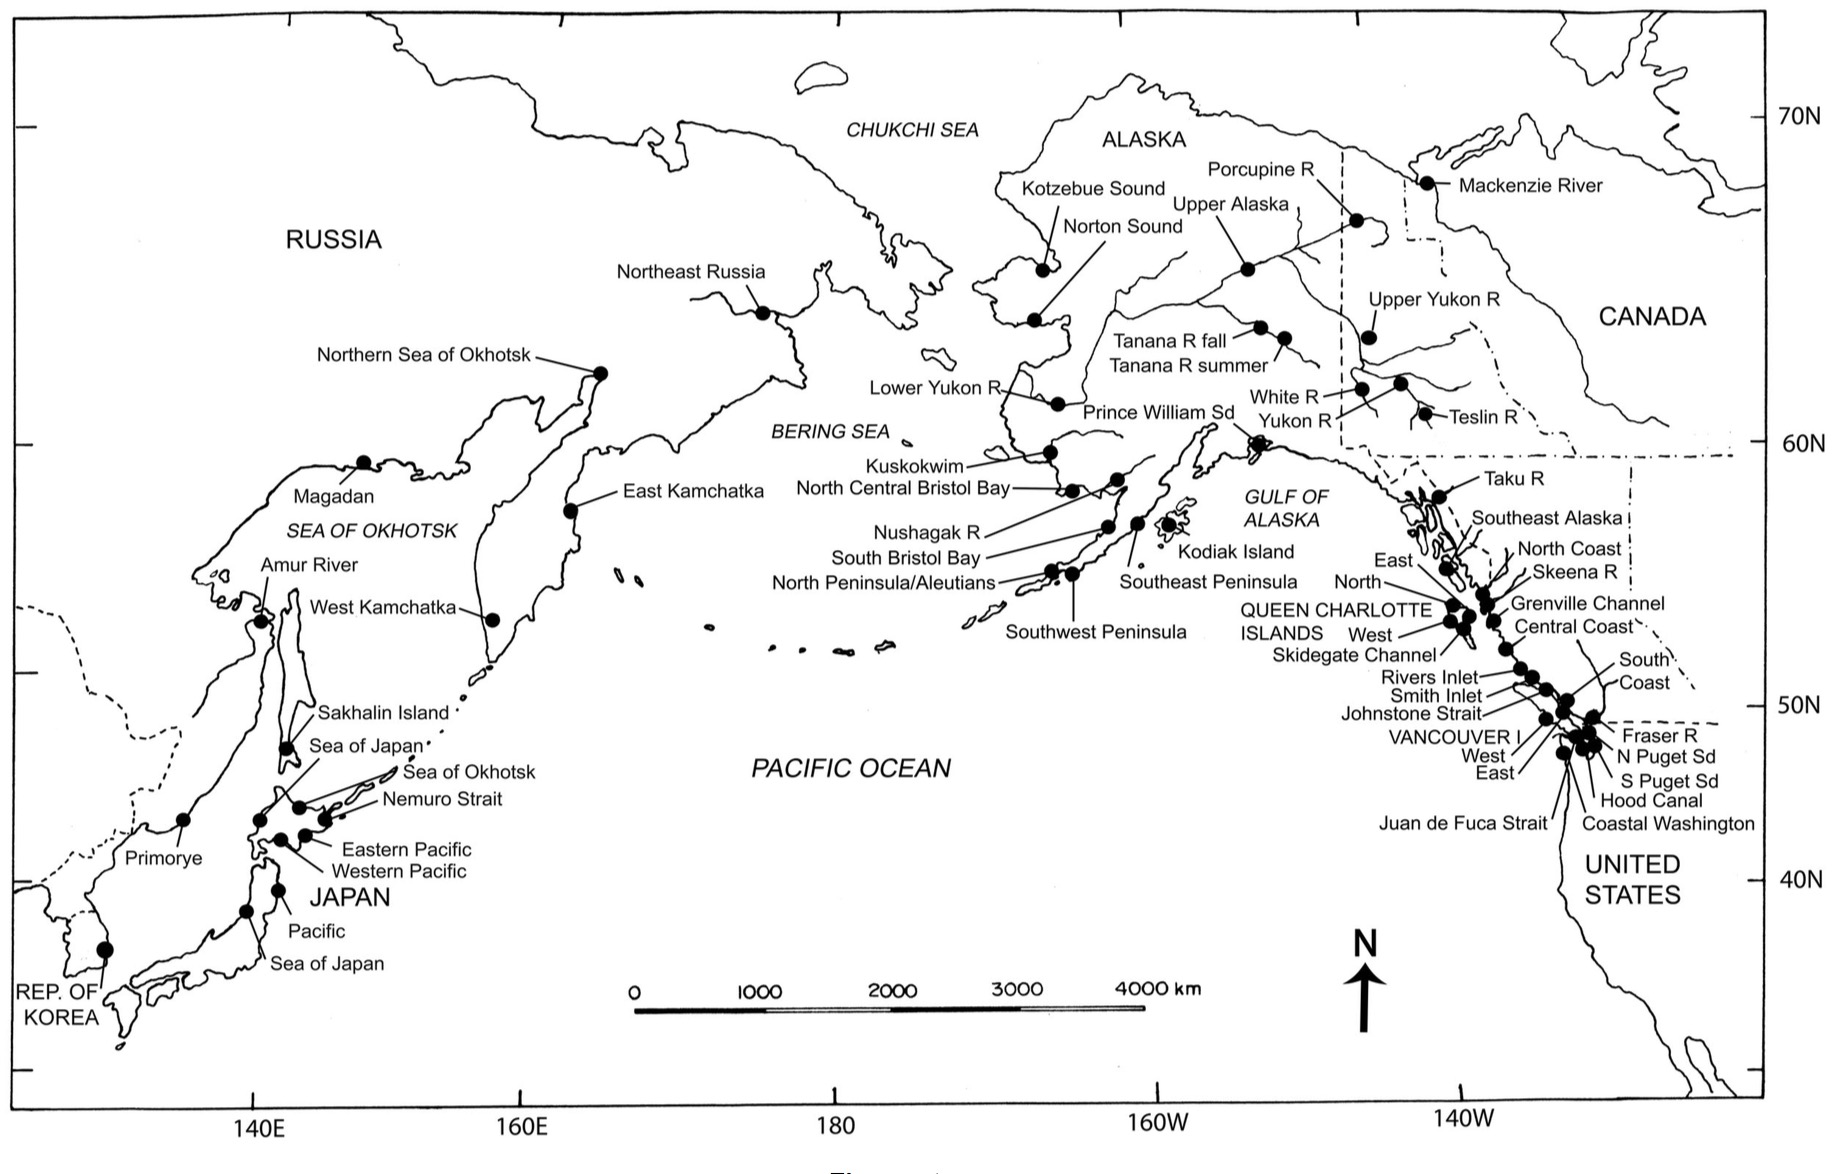 70N
CHUKCHI SEA
ALASKA
Porcupine R
Mackenzie River
Kotzebue Sound
Upper Alaska
Norton Sound
RUSSIA
Northeast Russia
Upper Yukon R
CANADA
Northern Sea of Okhotsk
Tanana R fall
Tanana R summer
Lower Yukon R
White R
Prince William Sd
Yukon R
Teslin R
BERING SEA
60N
Kuskokwim
North Central Bristol Bay
Taku R
Magadan
East Kamchatka
GULF OF
ALASKA
SEA OF OKHOTSK
Nushagak R
Southeast Alaska
South Bristol Bay
Kodiak Island
North Coast
East
Amur River
Skeena R
North Peninsula/Aleutians
Southeast Peninsula
North
West Kamchatka
QUEEN CHARLOTTE
ISLANDS
Grenville Channel
Southwest Peninsula
West
Central Coast
Skidegate Channel
South
Coast
Rivers Inlet
Smith Inlet
50N
Sakhalin Island
Johnstone Strait
VANCOUVER I
Fraser R
Sea of Japan
West
N Puget Sd
PACIFIC OCEAN
Sea of Okhotsk
East
S Puget Sd
Nemuro Strait
Hood Canal
Juan de Fuca Strait
Coastal Washington
Primorye
Eastern Pacific
Western Pacific
UNITED
STATES
40N
JAPAN
Pacific
N
Sea of Japan
REP. OF
KOREA
0 1000 2000 3000 4000 km
140E 160E 180 160W 140W